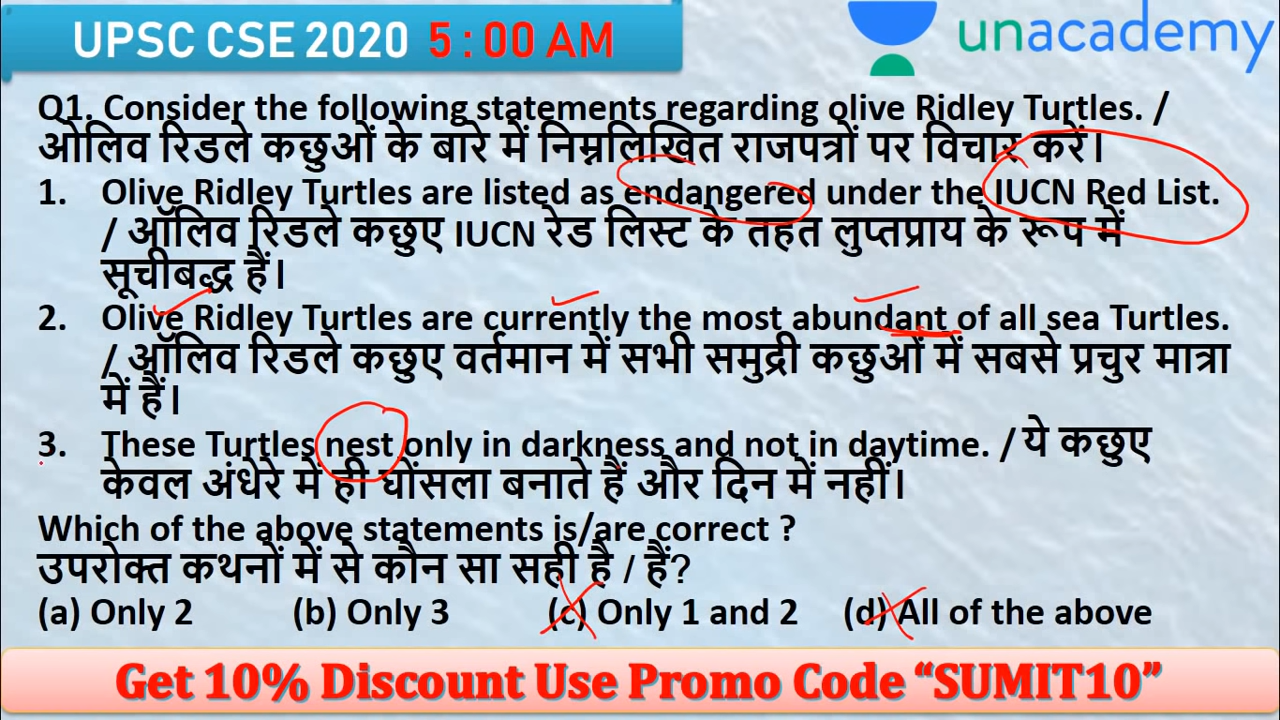 UPSC CSE 2020 5 : 00 AM
unacademy
Q1. Consider the following statements regarding olive Ridley Turtles. /
ओलिव रिडले कछुओं के बारे में निम्नलिखित राजपत्रों पर विचार करें।
1. Olive Ridley Turtles are listed as endangered under the IUCN Red List.
/ ऑलिव रिडले कछुए IUCN रेड लिस्ट के तहत लुप्तप्राय के रूप में
सूचीबद्ध हैं।
2. Olive Ridley Turtles are currently the most abundant of all sea Turtles.
/ ऑलिव रिडले कछुए वर्तमान में सभी समुद्री कछुओं में सबसे प्रचुर मात्रा
में हैं।
3. These Turtles nest only in darkness and not in daytime. / ये कछुए
केवल अंधेरे में ही घोंसला बनाते हैं और दिन में नहीं।
Which of the above statements is/are correct ?
उपरोक्त कथनों में से कौन सा सही है / हैं?
(a) Only 2 (b) Only 3 (c) Only 1 and 2 (d) All of the above
Get 10% Discount Use Promo Code “SUMIT10”